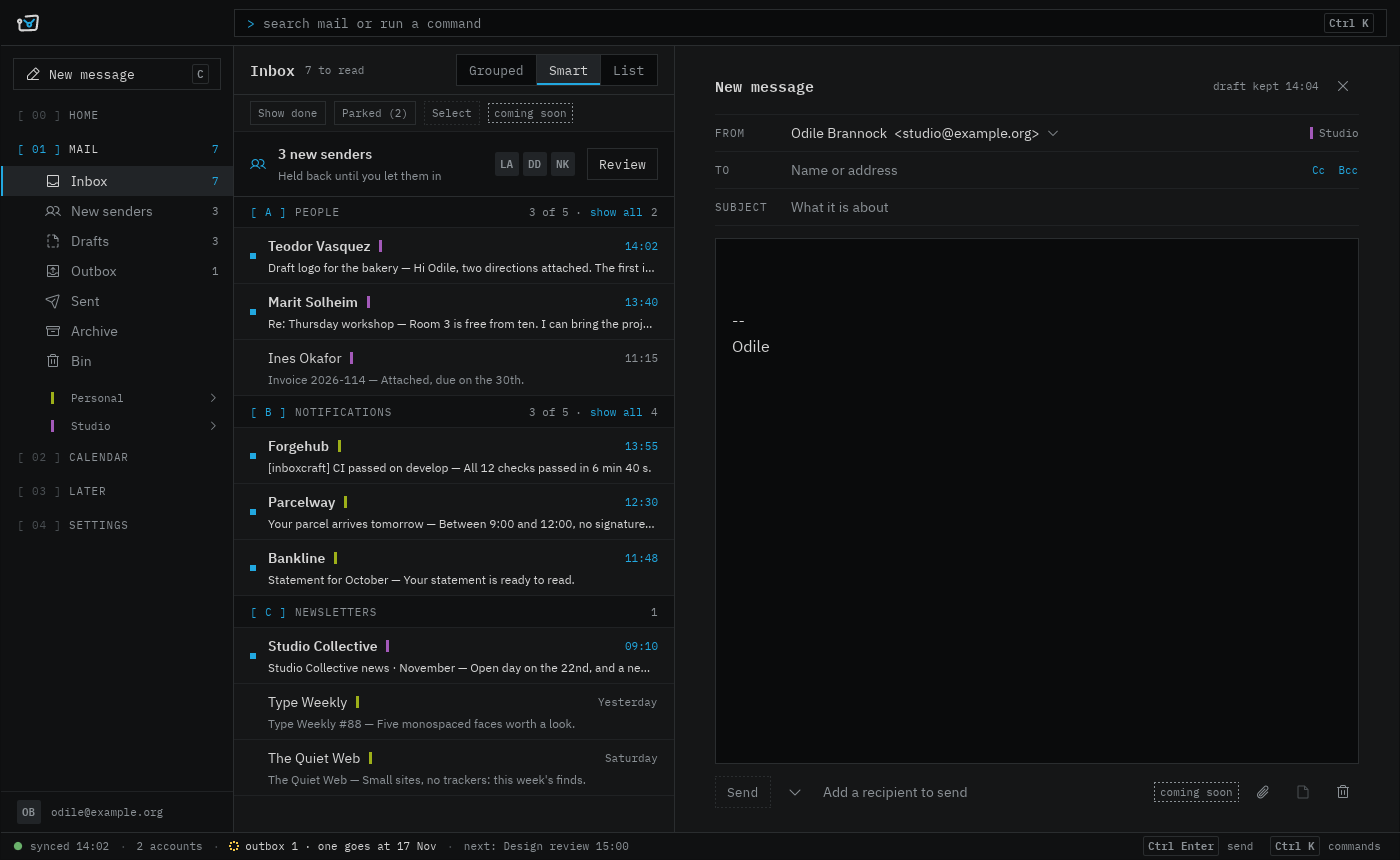 > search mail or run a command
Ctrl K
New message
C
[ 00 ] HOME
[ 01 ] MAIL 7
Inbox 7
New senders 3
Drafts 3
Outbox 1
Sent
Archive
Bin
Personal
Studio
[ 02 ] CALENDAR
[ 03 ] LATER
[ 04 ] SETTINGS
OB odile@example.org
Inbox 7 to read
Grouped Smart List
Show done Parked (2) Select coming soon
3 new senders
Held back until you let them in
LA DD NK Review
[ A ] PEOPLE 3 of 5 · show all 2
Teodor Vasquez 14:02
Draft logo for the bakery — Hi Odile, two directions attached. The first i…
Marit Solheim 13:40
Re: Thursday workshop — Room 3 is free from ten. I can bring the proj…
Ines Okafor 11:15
Invoice 2026-114 — Attached, due on the 30th.
[ B ] NOTIFICATIONS 3 of 5 · show all 4
Forgehub 13:55
[inboxcraft] CI passed on develop — All 12 checks passed in 6 min 40 s.
Parcelway 12:30
Your parcel arrives tomorrow — Between 9:00 and 12:00, no signature…
Bankline 11:48
Statement for October — Your statement is ready to read.
[ C ] NEWSLETTERS 1
Studio Collective 09:10
Studio Collective news · November — Open day on the 22nd, and a ne…
Type Weekly Yesterday
Type Weekly #88 — Five monospaced faces worth a look.
The Quiet Web Saturday
The Quiet Web — Small sites, no trackers: this week's finds.
New message draft kept 14:04
FROM Odile Brannock <studio@example.org> Studio
TO Name or address Cc Bcc
SUBJECT What it is about
--
Odile
Send Add a recipient to send coming soon
synced 14:02 · 2 accounts · outbox 1 · one goes at 17 Nov · next: Design review 15:00
Ctrl Enter send Ctrl K commands